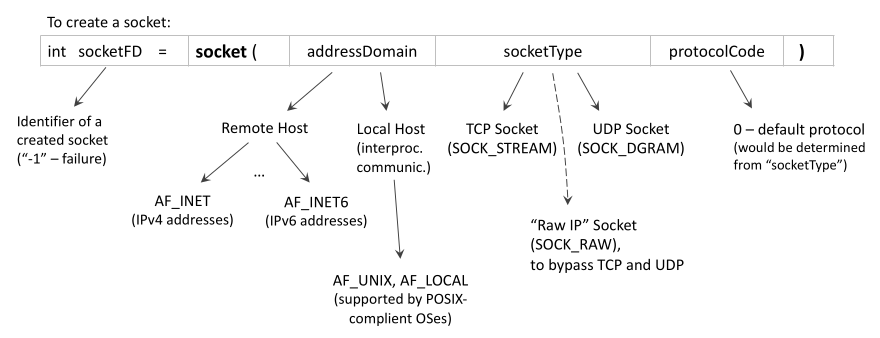 To create a socket:
int socketFD = socket ( addressDomain socketType protocolCode )
Identifier of a
created socket
("-1" – failure)
Remote Host
Local Host
(interproc.
communic.)
TCP Socket
(SOCK_STREAM)
UDP Socket
(SOCK_DGRAM)
0 – default protocol
(would be determined
from "socketType")
...
AF_INET
(IPv4 addresses)
AF_INET6
(IPv6 addresses)
"Raw IP" Socket
(SOCK_RAW),
to bypass TCP and UDP
AF_UNIX, AF_LOCAL
(supported by POSIX-
complient OSes)